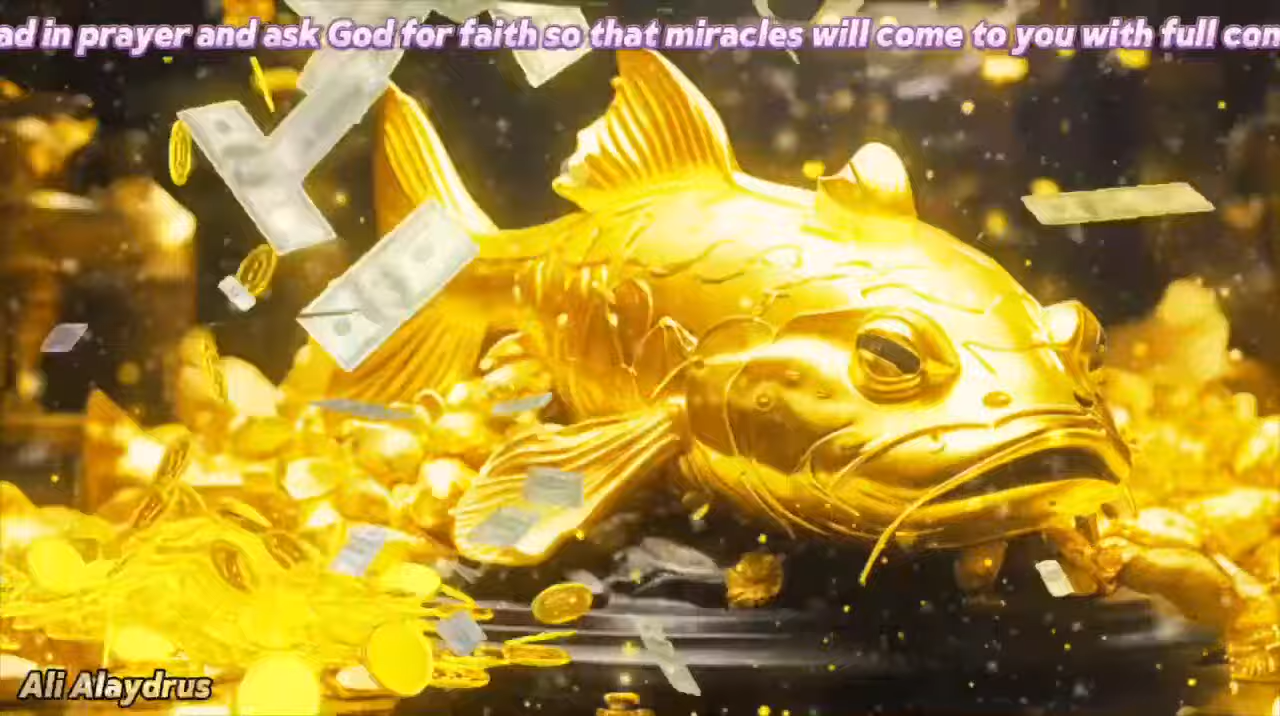 ad in prayer and ask God for faith so that miracles will come to you with full con
Ali Alaydrus